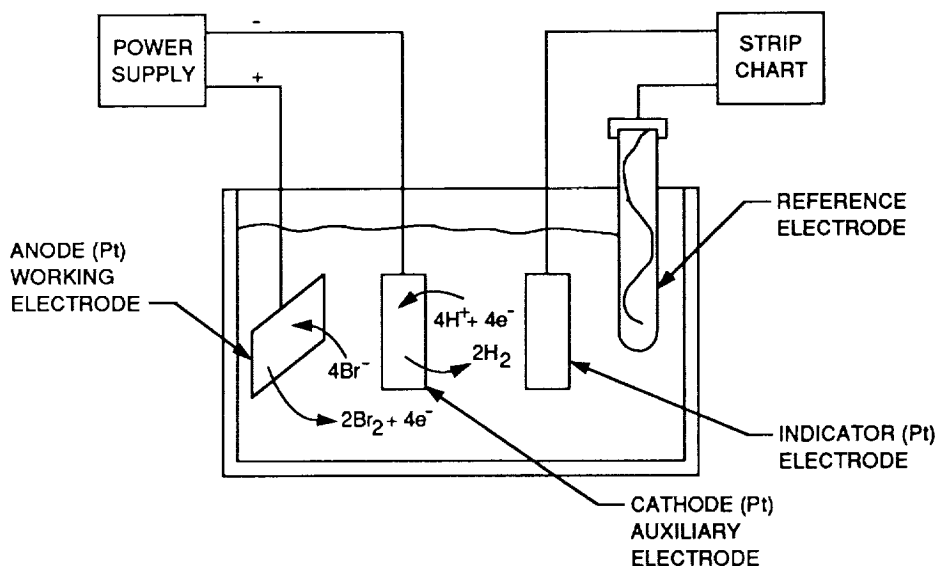 POWER
SUPPLY
-
+
STRIP
CHART
REFERENCE
ELECTRODE
ANODE (Pt)
WORKING
ELECTRODE
4H⁺ + 4e⁻
2H₂
4Br⁻
2Br₂ + 4e⁻
INDICATOR (Pt)
ELECTRODE
CATHODE (Pt)
AUXILIARY
ELECTRODE